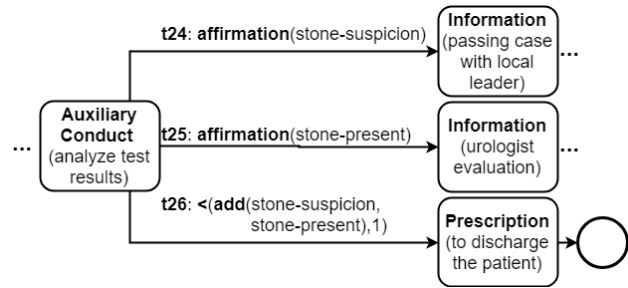 t24: affirmation(stone-suspicion)
Information
(passing case
with local
leader)
...
...
Auxiliary
Conduct
(analyze test
results)
t25: affirmation(stone-present)
Information
(urologist
evaluation)
...
t26: <(add(stone-suspicion,
stone-present),1)
Prescription
(to discharge
the patient)